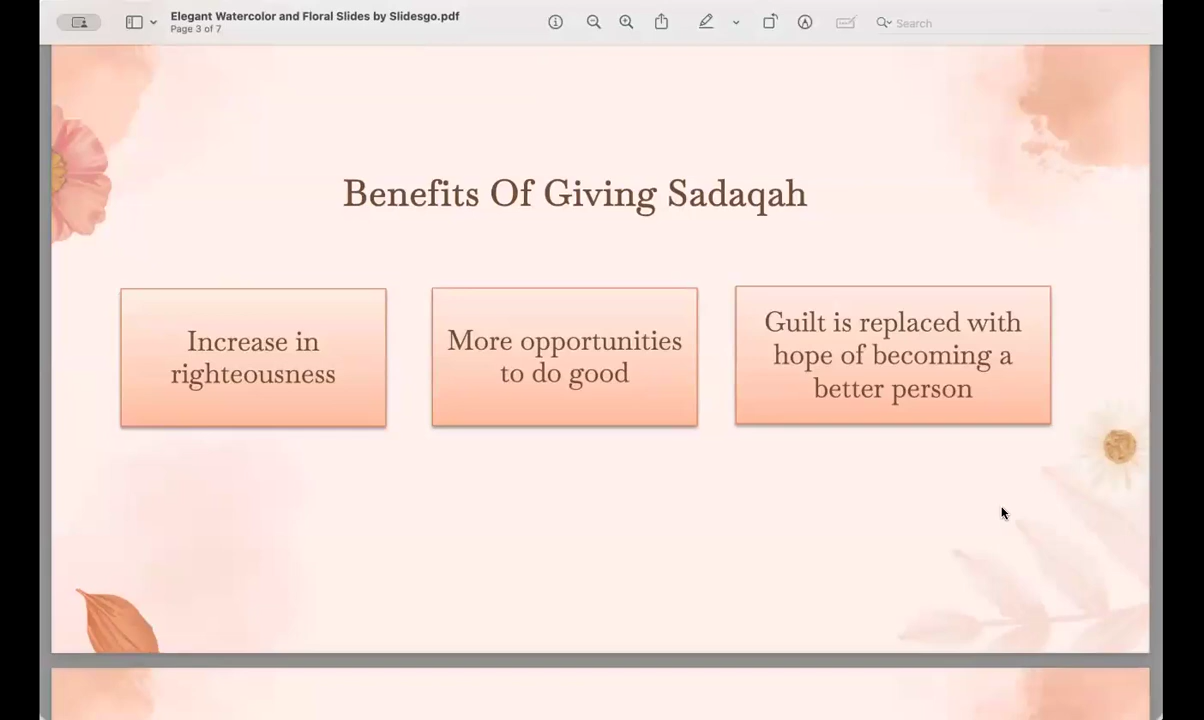 Elegant Watercolor and Floral Slides by Slidesgo.pdf
Page 3 of 7
Search
Benefits Of Giving Sadaqah
Increase in
righteousness
More opportunities
to do good
Guilt is replaced with
hope of becoming a
better person